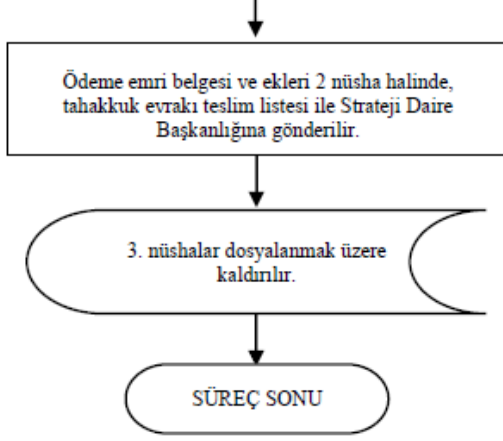 Ödeme emri belgesi ve ekleri 2 nüsha halinde,
tahakkuk evrakı teslim listesi ile Strateji Daire
Başkanlığına gönderilir.
3. nüshalar dosyalanmak üzere
kaldırılır.
SÜREÇ SONU